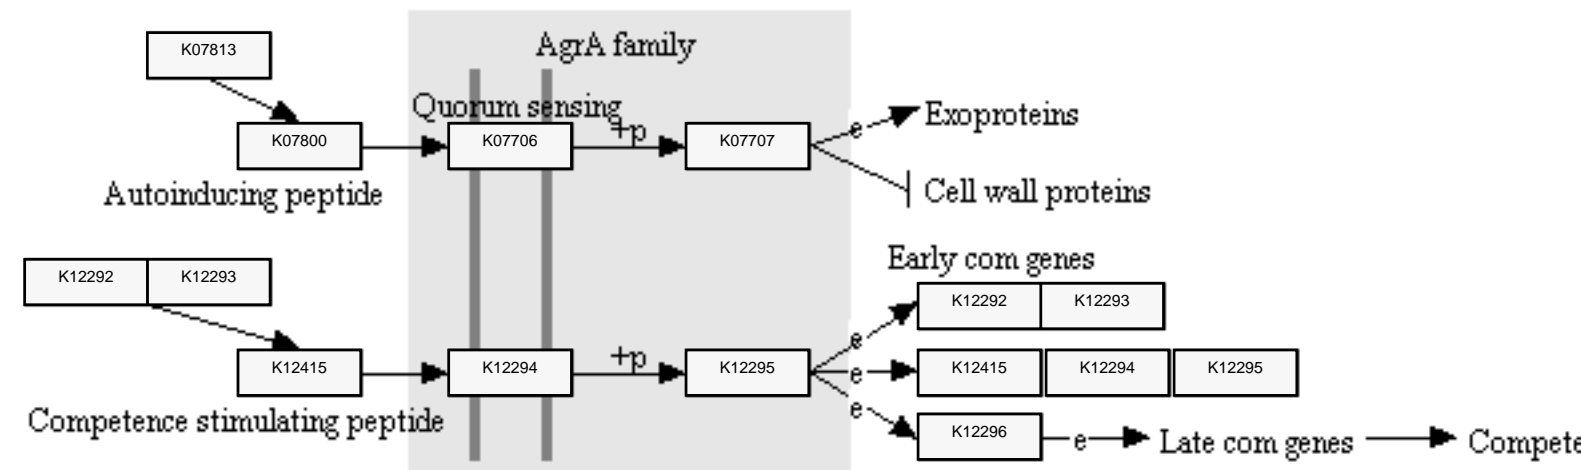 AgrA family
K07813
Quorum sensing
K07800
K07706
+p
K07707
e
Exoproteins
Autoinducing peptide
Cell wall proteins
K12292
K12293
Early com genes
K12292
K12293
e
K12415
K12294
+p
K12295
e
K12415
K12294
K12295
Competence stimulating peptide
e
K12296
e
Late com genes
Compete